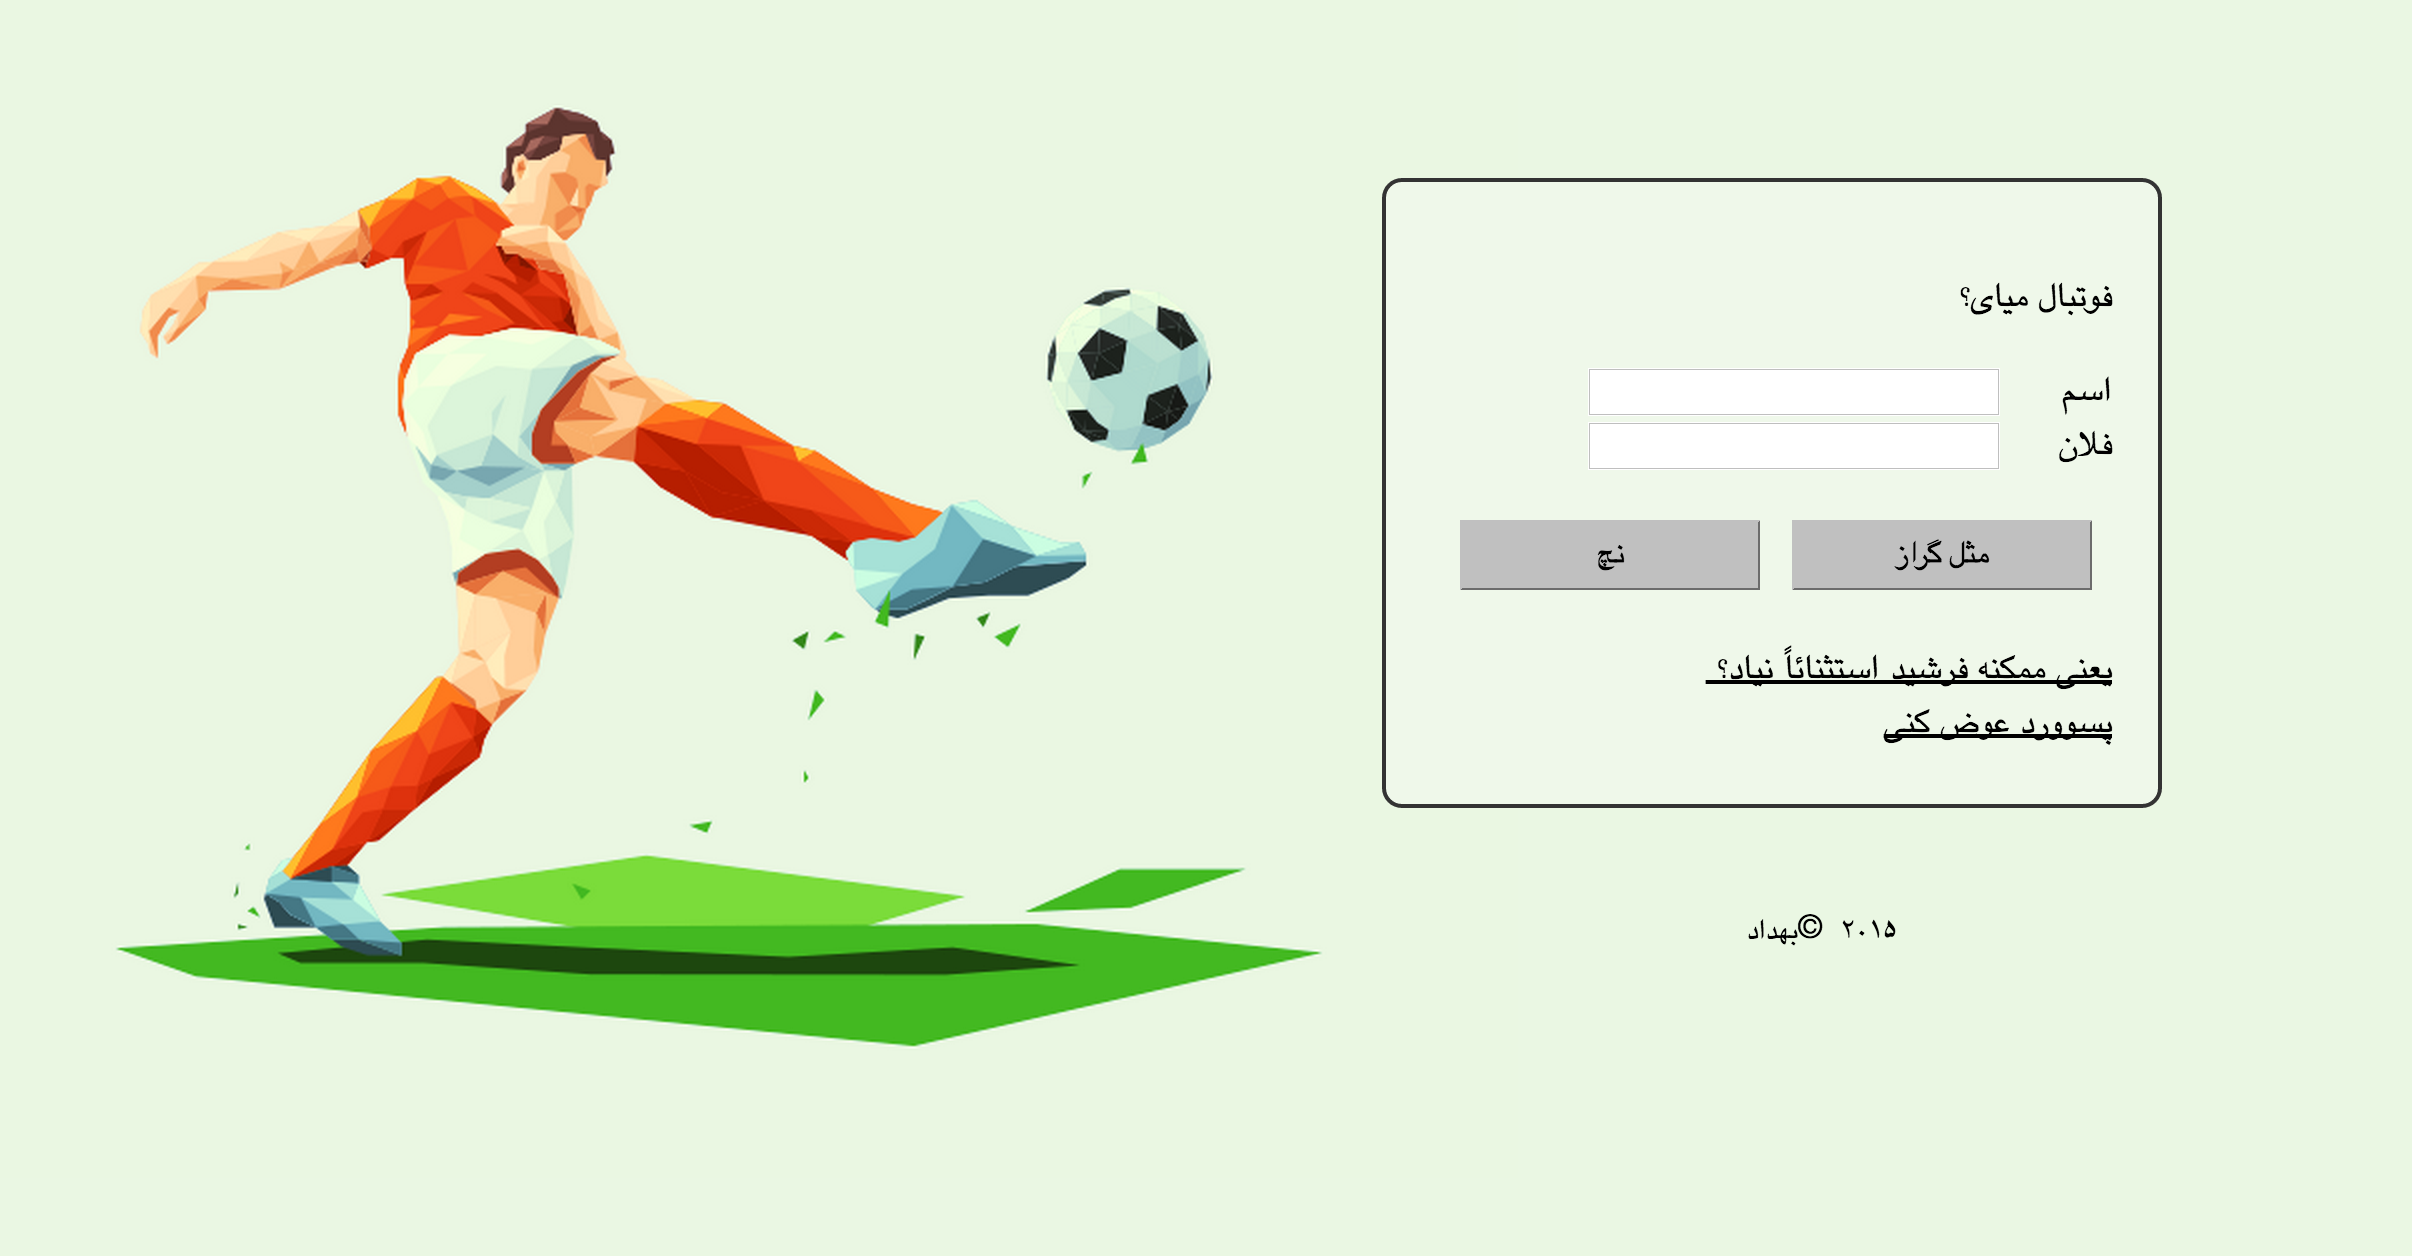 فوتبال میای؟
اسم
فلان
مثل گراز
نچ
یعنی ممکنه فرشید استثنائاً نیاد؟
پسوورد عوض کنی
۲۰۱۵ ©بهداد